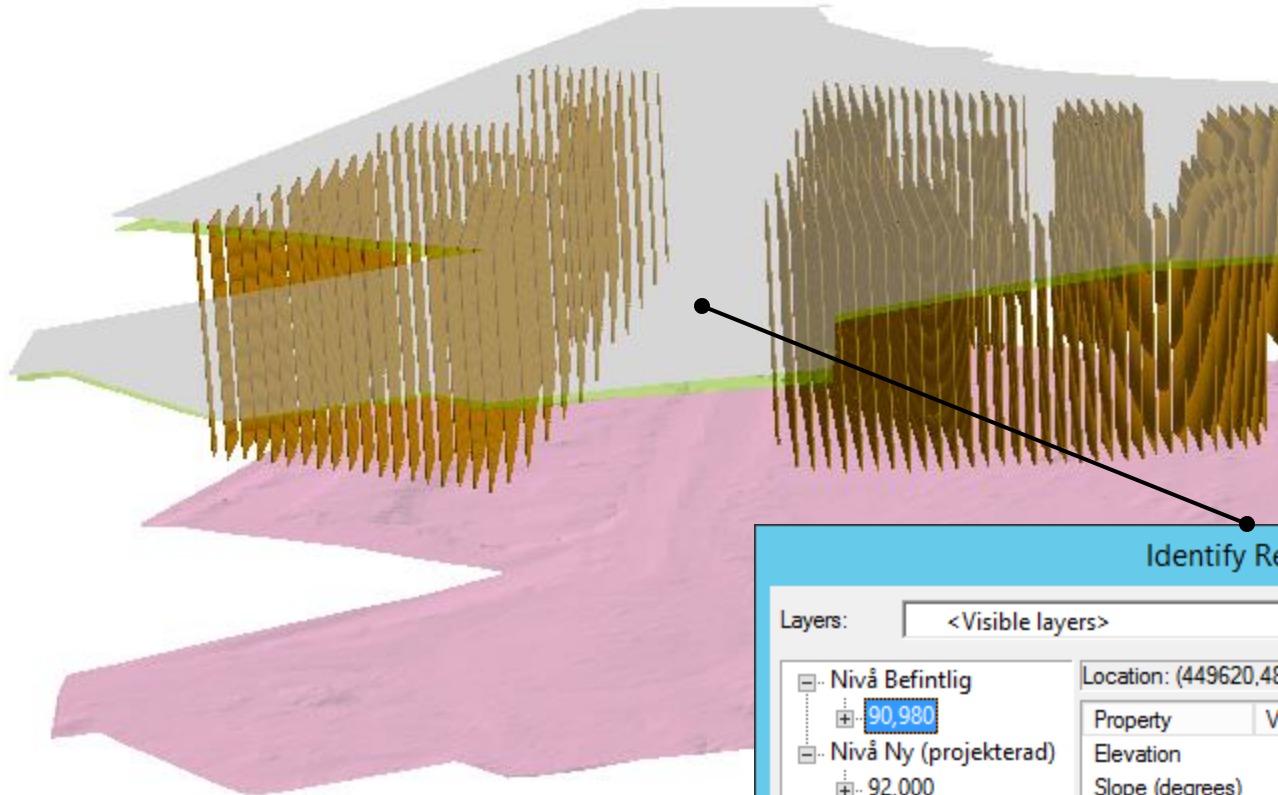 Identify Re
Layers:
<Visible layers>
Nivå Befintlig
90,980
Nivå Ny (projekterad)
92,000
Location: (449620,48
Property V
Elevation
Slope (degrees)